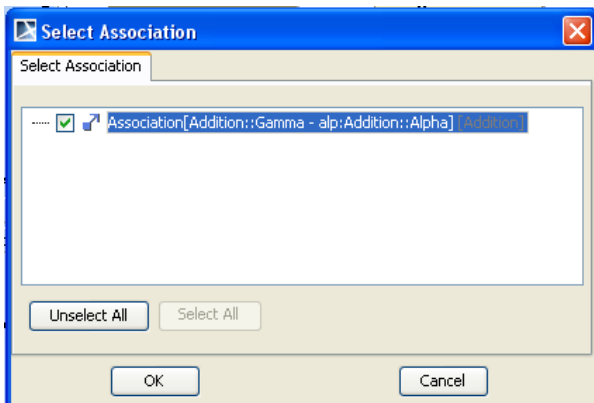 Select Association
Select Association
Association[Addition::Gamma - alp:Addition::Alpha] [Addition]
Unselect All
Select All
OK
Cancel